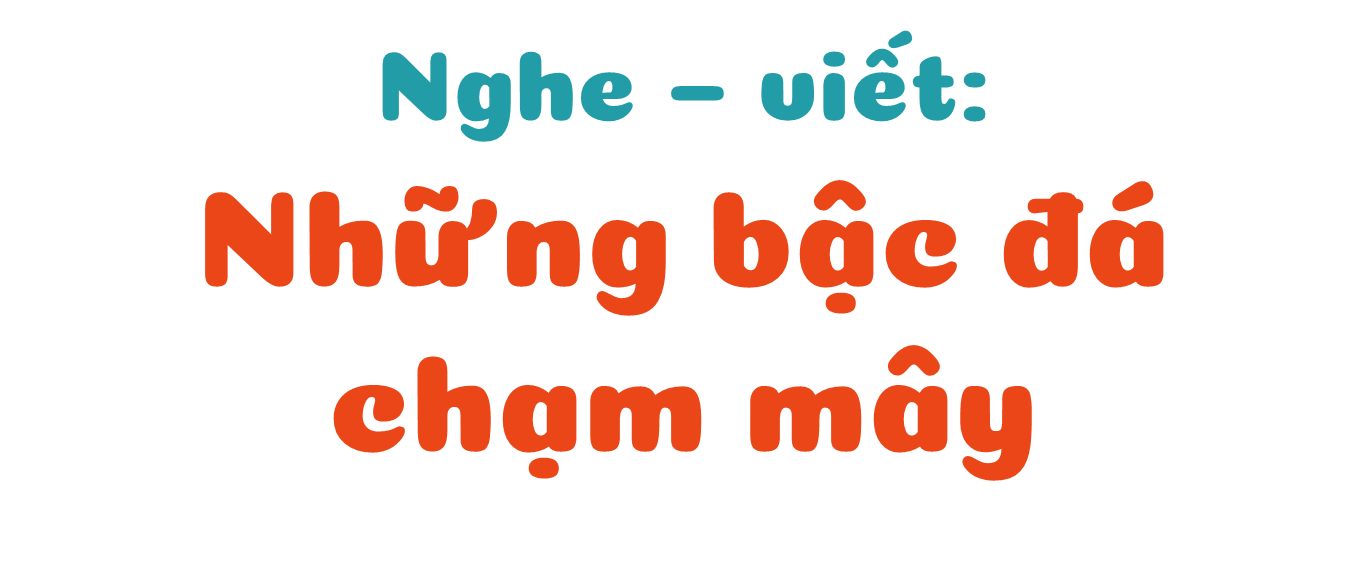 Nghe – viết:
Những bậc đá
chạm mây